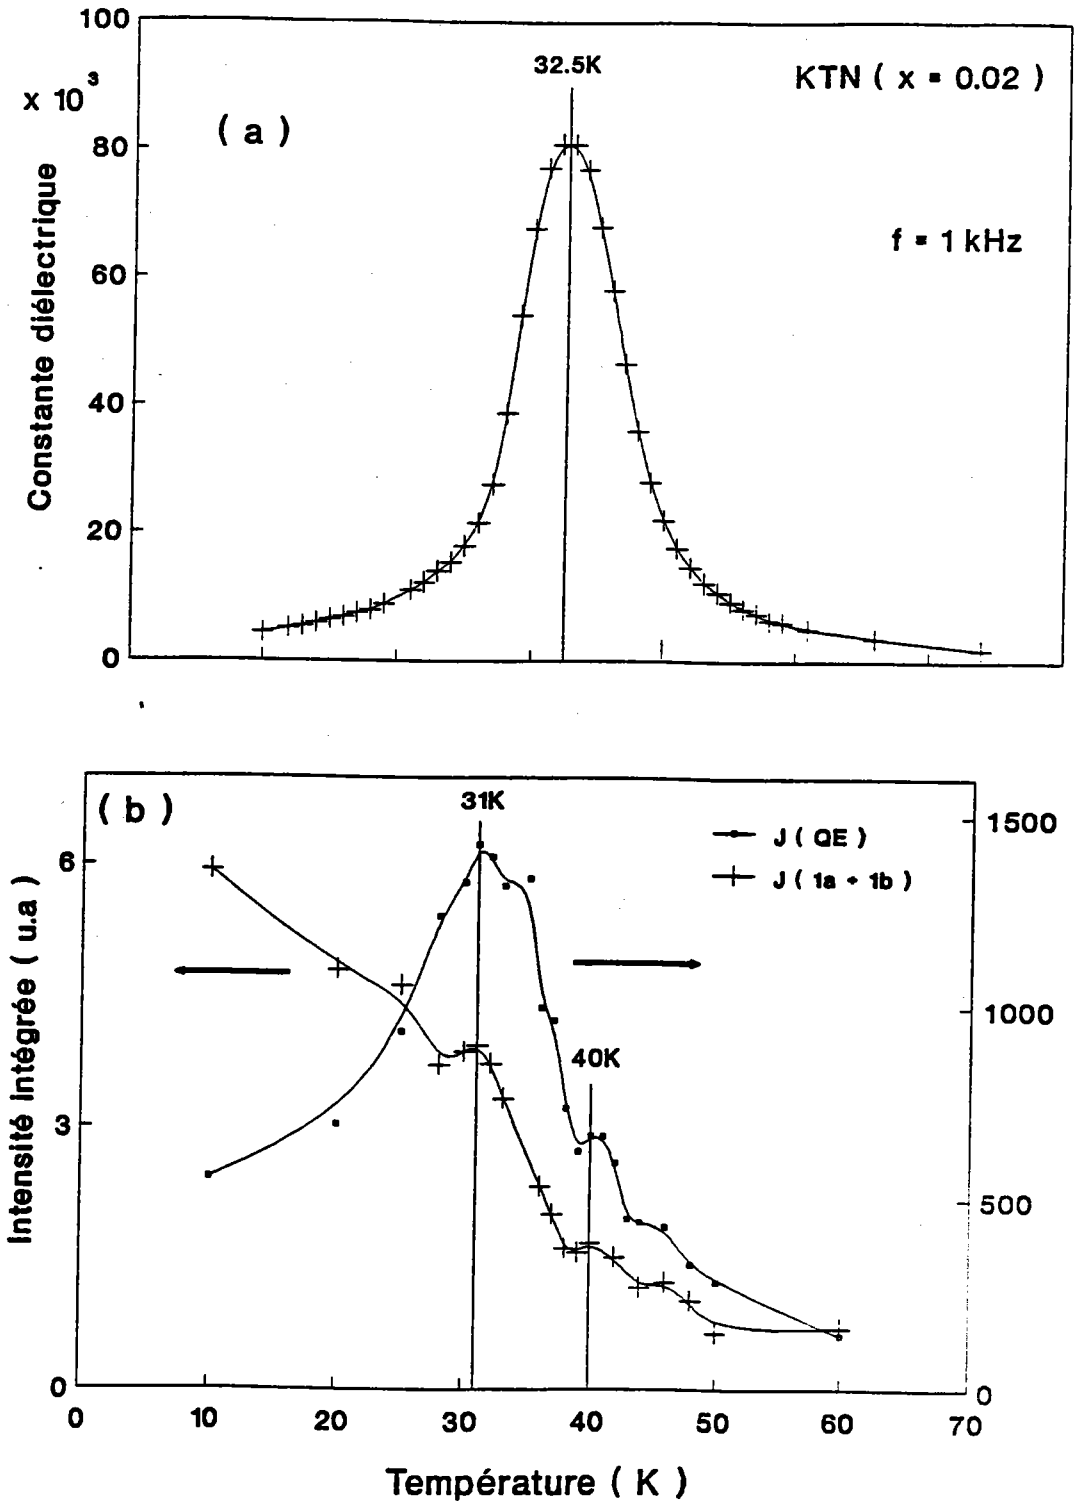 100
x 10 3
32.5K
KTN ( x = 0.02 )
( a )
80
f = 1 kHz
60
40
20
0
Constante diélectrique
( b )
31K
1500
J ( QE )
J ( 1a + 1b )
6
1000
40K
3
500
0
0
Intensité intégrée ( u.a )
0 10 20 30 40 50 60 70
Température ( K )